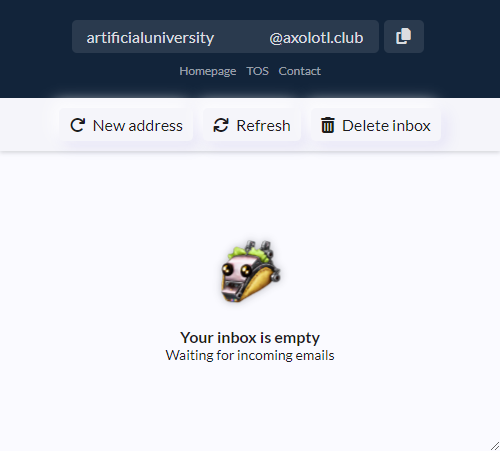 artificialuniversity @axolotl.club
Homepage TOS Contact
New address Refresh Delete inbox
Your inbox is empty
Waiting for incoming emails